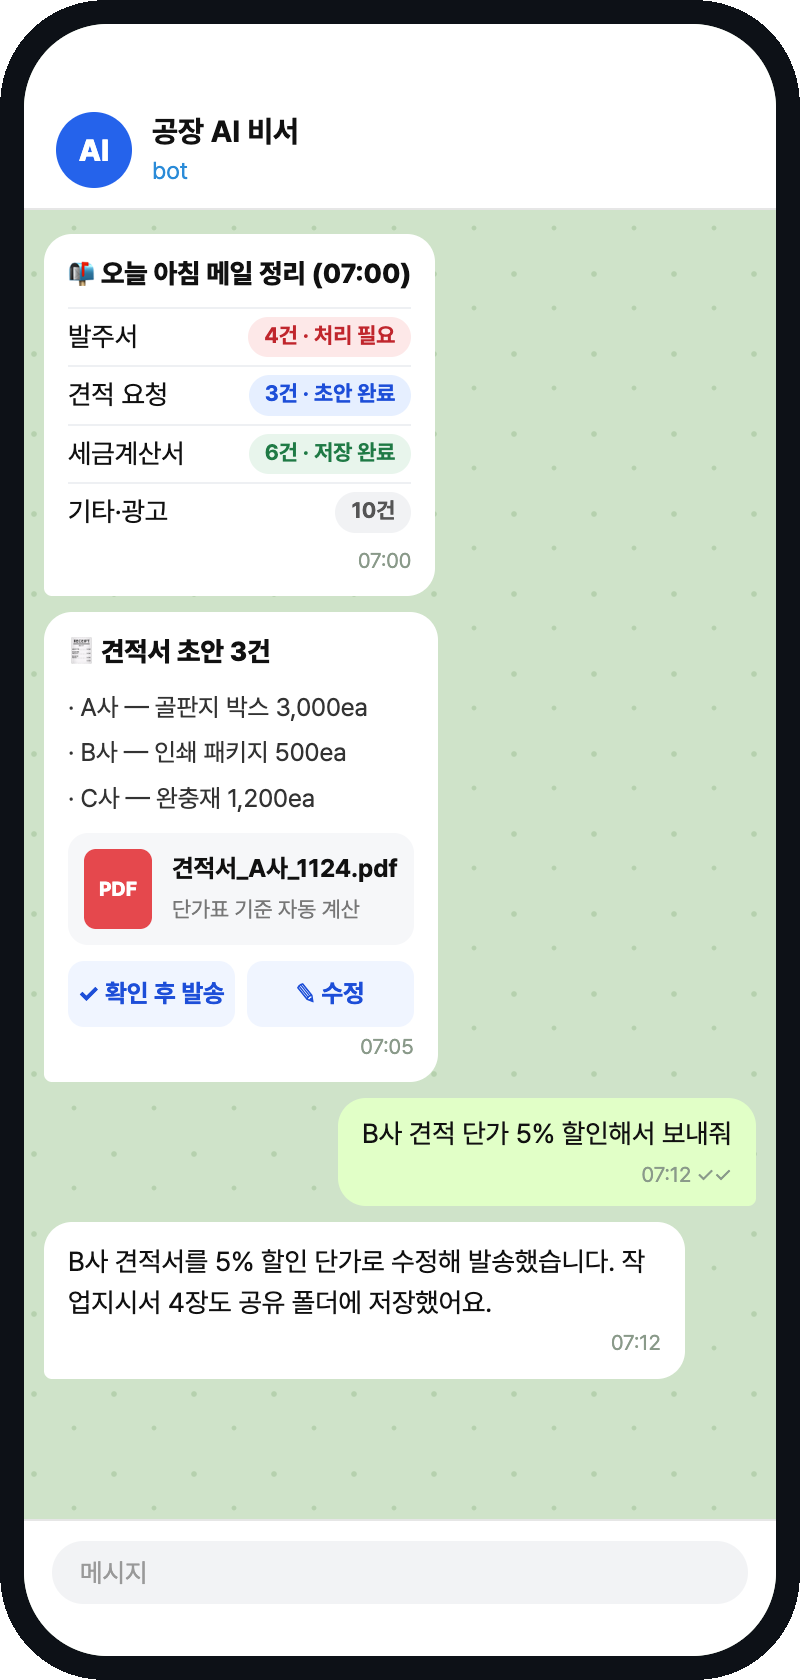 AI
공장 AI 비서
bot
📬 오늘 아침 메일 정리 (07:00)
발주서 4건 · 처리 필요
견적 요청 3건 · 초안 완료
세금계산서 6건 · 저장 완료
기타·광고 10건
07:00
🧾 견적서 초안 3건
· A사 — 골판지 박스 3,000ea
· B사 — 인쇄 패키지 500ea
· C사 — 완충재 1,200ea
PDF
견적서_A사_1124.pdf
단가표 기준 자동 계산
✓ 확인 후 발송 ✎ 수정
07:05
B사 견적 단가 5% 할인해서 보내줘
07:12 ✓✓
B사 견적서를 5% 할인 단가로 수정해 발송했습니다. 작
업지시서 4장도 공유 폴더에 저장했어요.
07:12
메시지